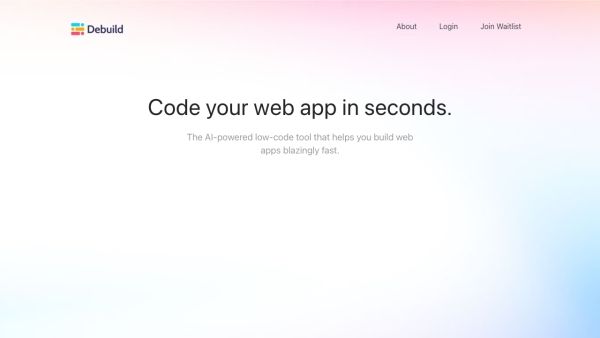 Debuild
About
Login
Join Waitlist
Code your web app in seconds.
The AI-powered low-code tool that helps you build web
apps blazingly fast.